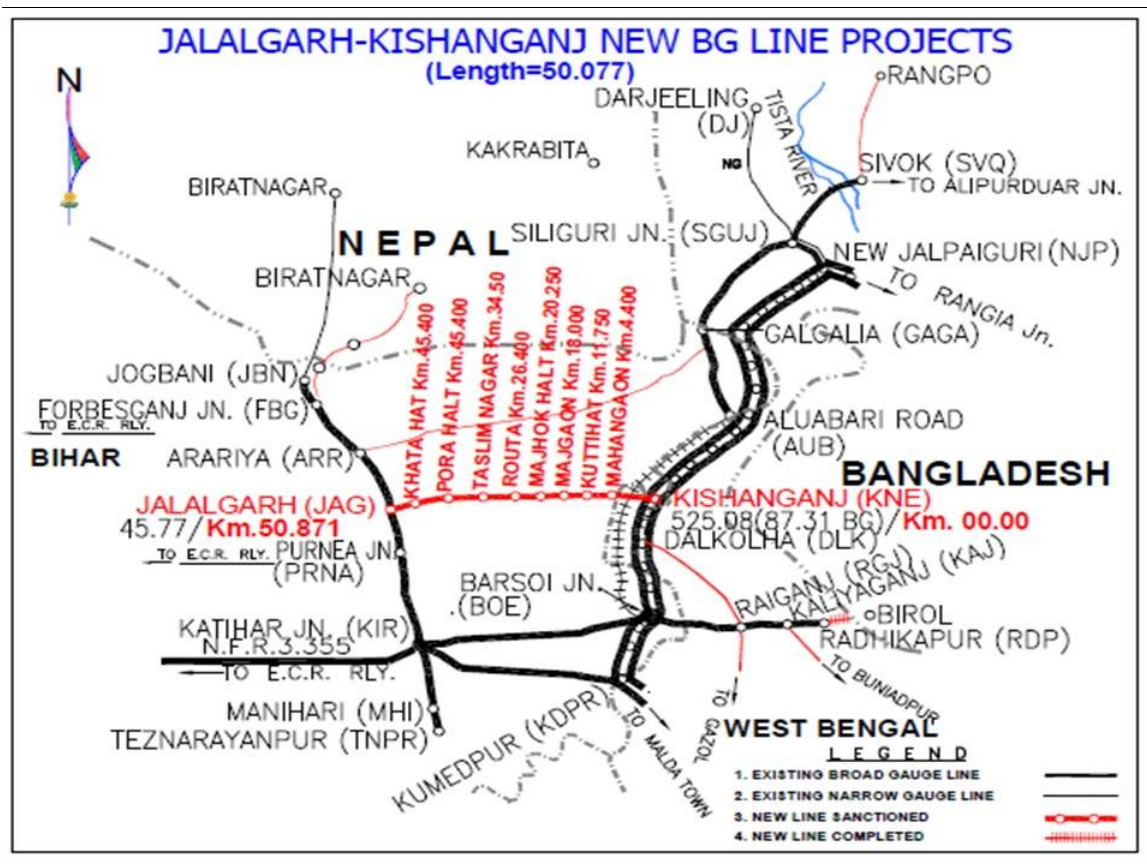 JALALGARH-KISHANGANJ NEW BG LINE PROJECTS
(Length=50.077)
N
RANGPO
DARJEELING
(DJ)
TISTA RIVER
KAKRABITA
NG
SIVOK (SVQ)
TO ALIPURDUAR JN.
BIRATNAGAR
NEPAL
SILIGURI JN. (SGUJ)
NEW JALPAIGURI (NJP)
BIRATNAGAR
TO RANGIA Jn.
GALGALIA (GAGA)
KHATA HAT Km.45.400
PORA HALT Km.45.400
TASLIM NAGAR Km.34.50
ROUTA Km.26.400
MAJHOK HALT Km.20.250
MAJGAON Km.18.000
KUTTIHAT Km.11.750
MAHANGAON Km.4.400
JOGBANI (JBN)
FORBESGANJ JN. (FBG)
TO E.C.R. RLY.
BIHAR
ARARIYA (ARR)
ALUABARI ROAD
(AUB)
BANGLADESH
JALALGARH (JAG)
45.77/Km.50.871
KISHANGANJ (KNE)
525.08(87.31 BG)/Km. 00.00
DALKOLHA (DLK)
TO E.C.R. RLY.
PURNEA JN.
(PRNA)
BARSOI JN.
.(BOE)
RAIGANJ (RGJ)
KALIYAGANJ (KAJ)
BIROL
RADHIKAPUR (RDP)
KATIHAR JN. (KIR)
N.F.R.3.355
TO E.C.R. RLY.
TO BUNIADPUR
MANIHARI (MHI)
TEZNARAYANPUR (TNPR)
KUMEDPUR (KDPR)
TO MALDA TOWN
TO GAZOL
WEST BENGAL
LEGEND
1. EXISTING BROAD GAUGE LINE
2. EXISTING NARROW GAUGE LINE
3. NEW LINE SANCTIONED
4. NEW LINE COMPLETED